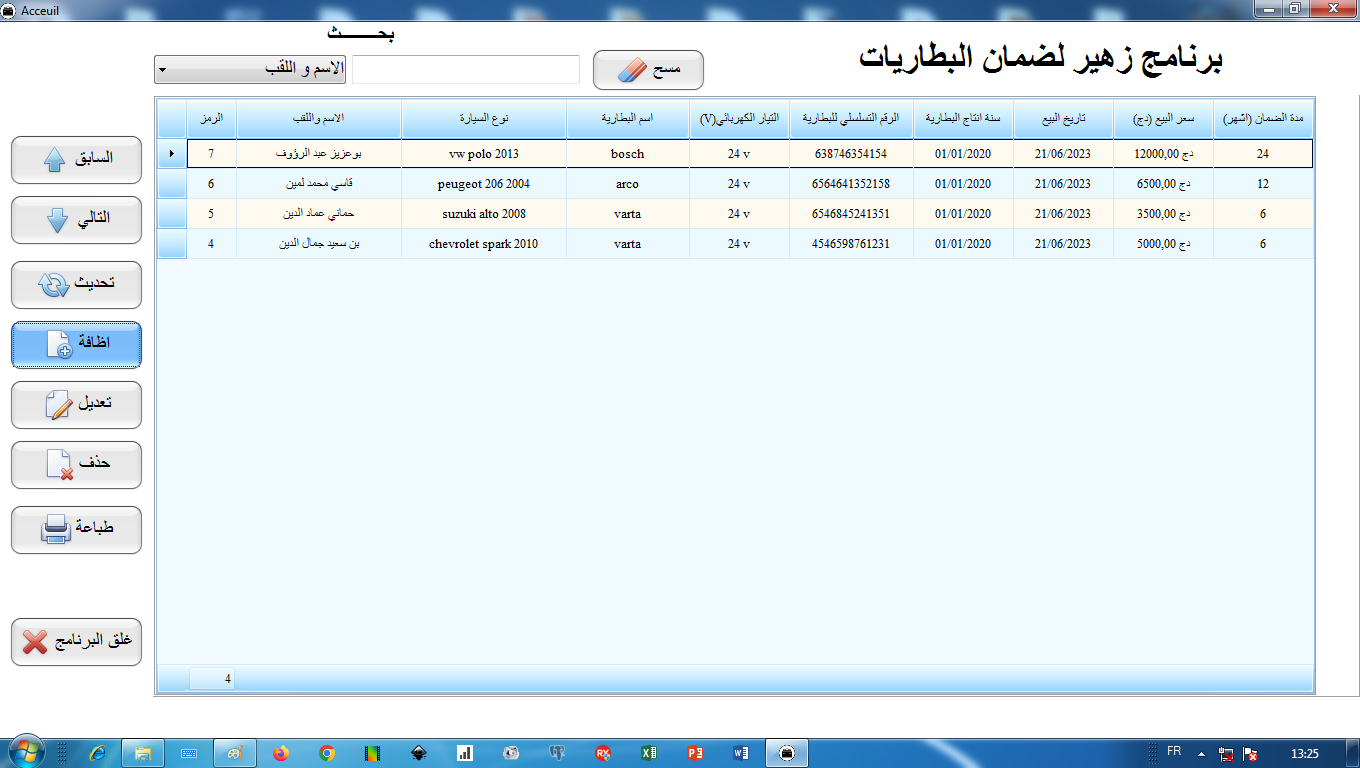 Acceuil
بحـــــــث
برنامج زهير لضمان البطاريات
الاسم و اللقب
مسح
الرمز الاسم واللقب نوع السيارة اسم البطارية التيار الكهربائي(V) الرقم التسلسلي للبطارية سنة انتاج البطارية تاريخ البيع سعر البيع (دج) مدة الضمان (اشهر)
7 بوعزيز عبد الرؤوف vw polo 2013 bosch 24 v 638746354154 01/01/2020 21/06/2023 12000,00 دج 24
6 قاسي محمد لمين peugeot 206 2004 arco 24 v 6564641352158 01/01/2020 21/06/2023 6500,00 دج 12
5 حماني عماد الدين suzuki alto 2008 varta 24 v 6546845241351 01/01/2020 21/06/2023 3500,00 دج 6
4 بن سعيد جمال الدين chevrolet spark 2010 varta 24 v 4546598761231 01/01/2020 21/06/2023 5000,00 دج 6
السابق
التالي
تحديث
اظافة
تعديل
حذف
طباعة
غلق البرنامج
4
FR
13:25